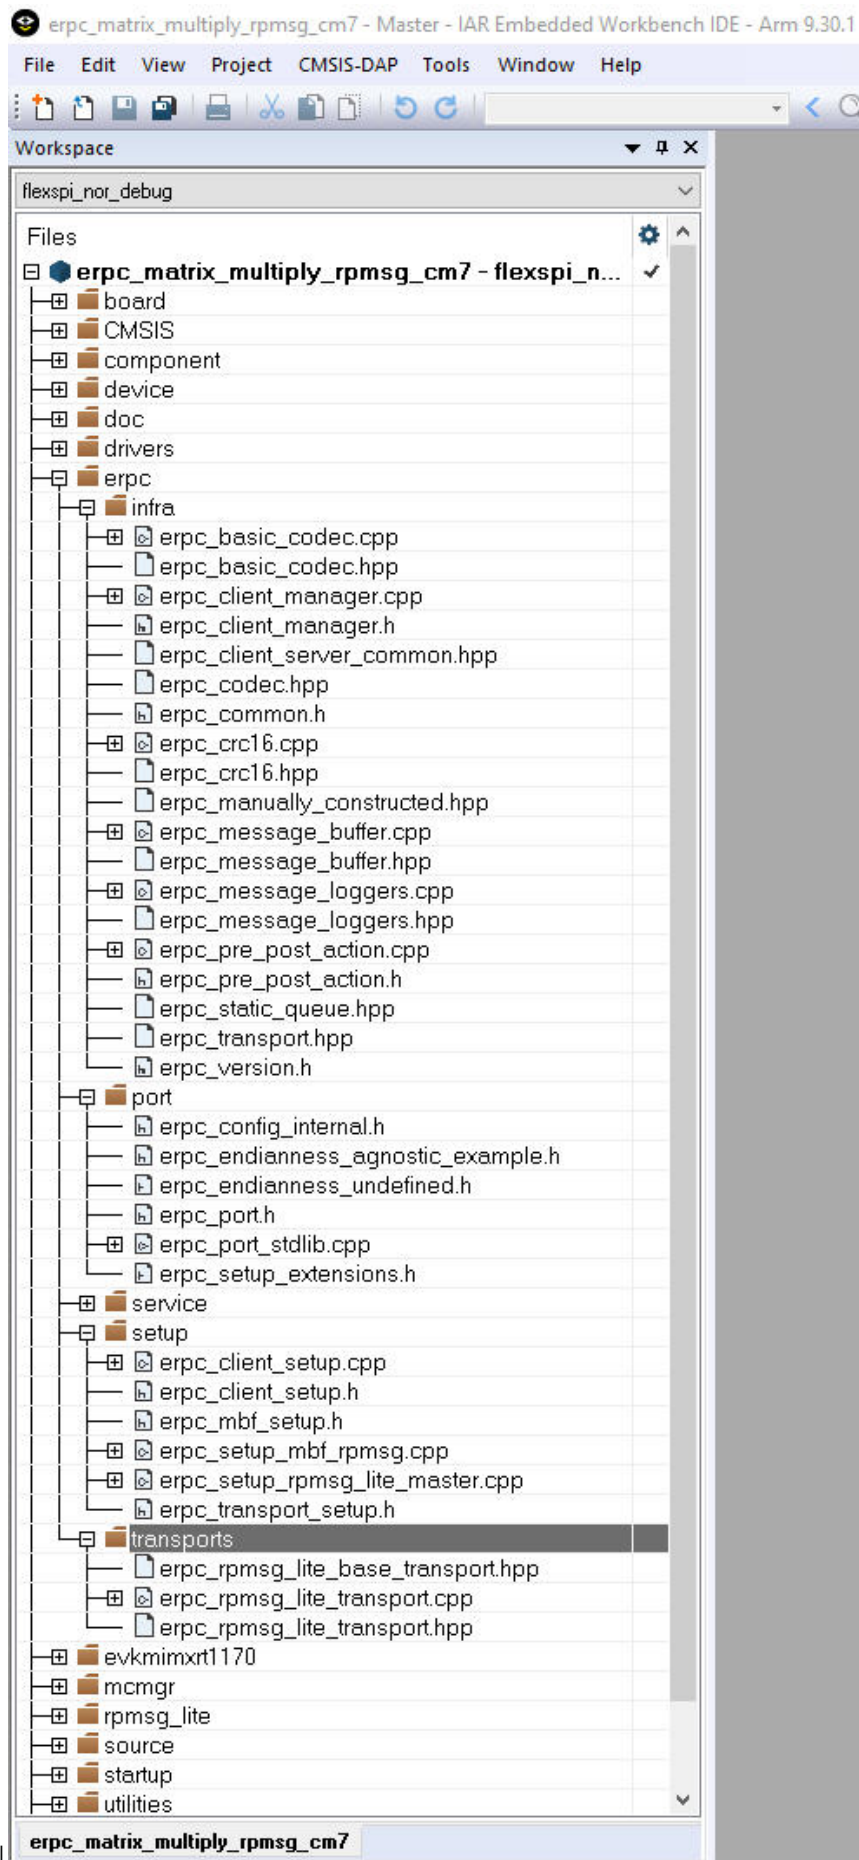 erpc_matrix_multiply_rpmsg_cm7 - Master - IAR Embedded Workbench IDE - Arm 9.30.1
File Edit View Project CMSIS-DAP Tools Window Help
Workspace
flexspi_nor_debug
Files
erpc_matrix_multiply_rpmsg_cm7 - flexspi_n...
board
CMSIS
component
device
doc
drivers
erpc
infra
erpc_basic_codec.cpp
erpc_basic_codec.hpp
erpc_client_manager.cpp
erpc_client_manager.h
erpc_client_server_common.hpp
erpc_codec.hpp
erpc_common.h
erpc_crc16.cpp
erpc_crc16.hpp
erpc_manually_constructed.hpp
erpc_message_buffer.cpp
erpc_message_buffer.hpp
erpc_message_loggers.cpp
erpc_message_loggers.hpp
erpc_pre_post_action.cpp
erpc_pre_post_action.h
erpc_static_queue.hpp
erpc_transport.hpp
erpc_version.h
port
erpc_config_internal.h
erpc_endianness_agnostic_example.h
erpc_endianness_undefined.h
erpc_port.h
erpc_port_stdlib.cpp
erpc_setup_extensions.h
service
setup
erpc_client_setup.cpp
erpc_client_setup.h
erpc_mbf_setup.h
erpc_setup_mbf_rpmsg.cpp
erpc_setup_rpmsg_lite_master.cpp
erpc_transport_setup.h
transports
erpc_rpmsg_lite_base_transport.hpp
erpc_rpmsg_lite_transport.cpp
erpc_rpmsg_lite_transport.hpp
evkmimxrt1170
mcmgr
rpmsg_lite
source
startup
utilities
erpc_matrix_multiply_rpmsg_cm7